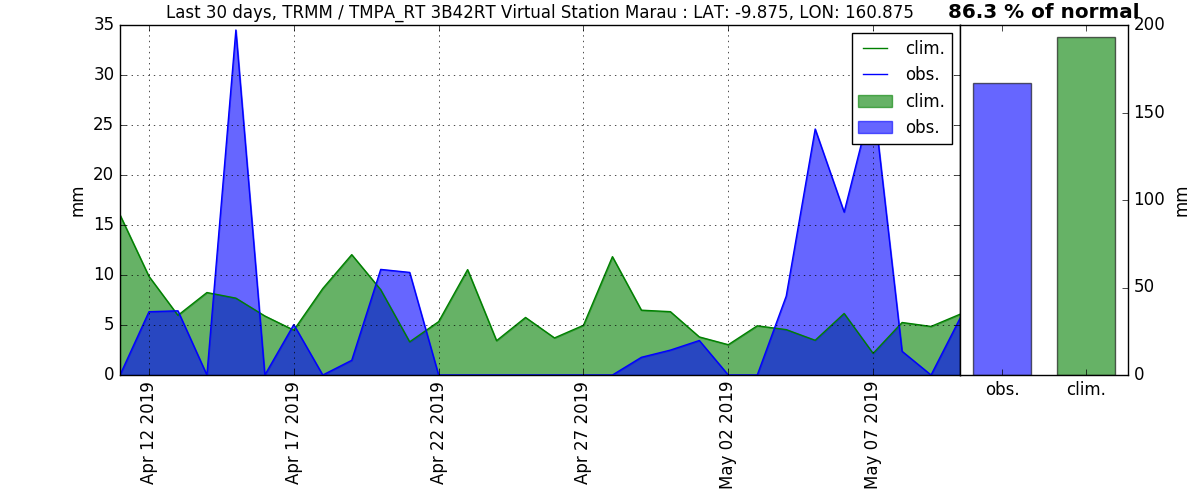 Last 30 days, TRMM / TMPA_RT 3B42RT Virtual Station Marau : LAT: -9.875, LON: 160.875
86.3 % of normal
35
30
25
20
15
10
5
0
mm
clim.
obs.
clim.
obs.
200
150
100
50
0
mm
Apr 12 2019
Apr 17 2019
Apr 22 2019
Apr 27 2019
May 02 2019
May 07 2019
obs.
clim.